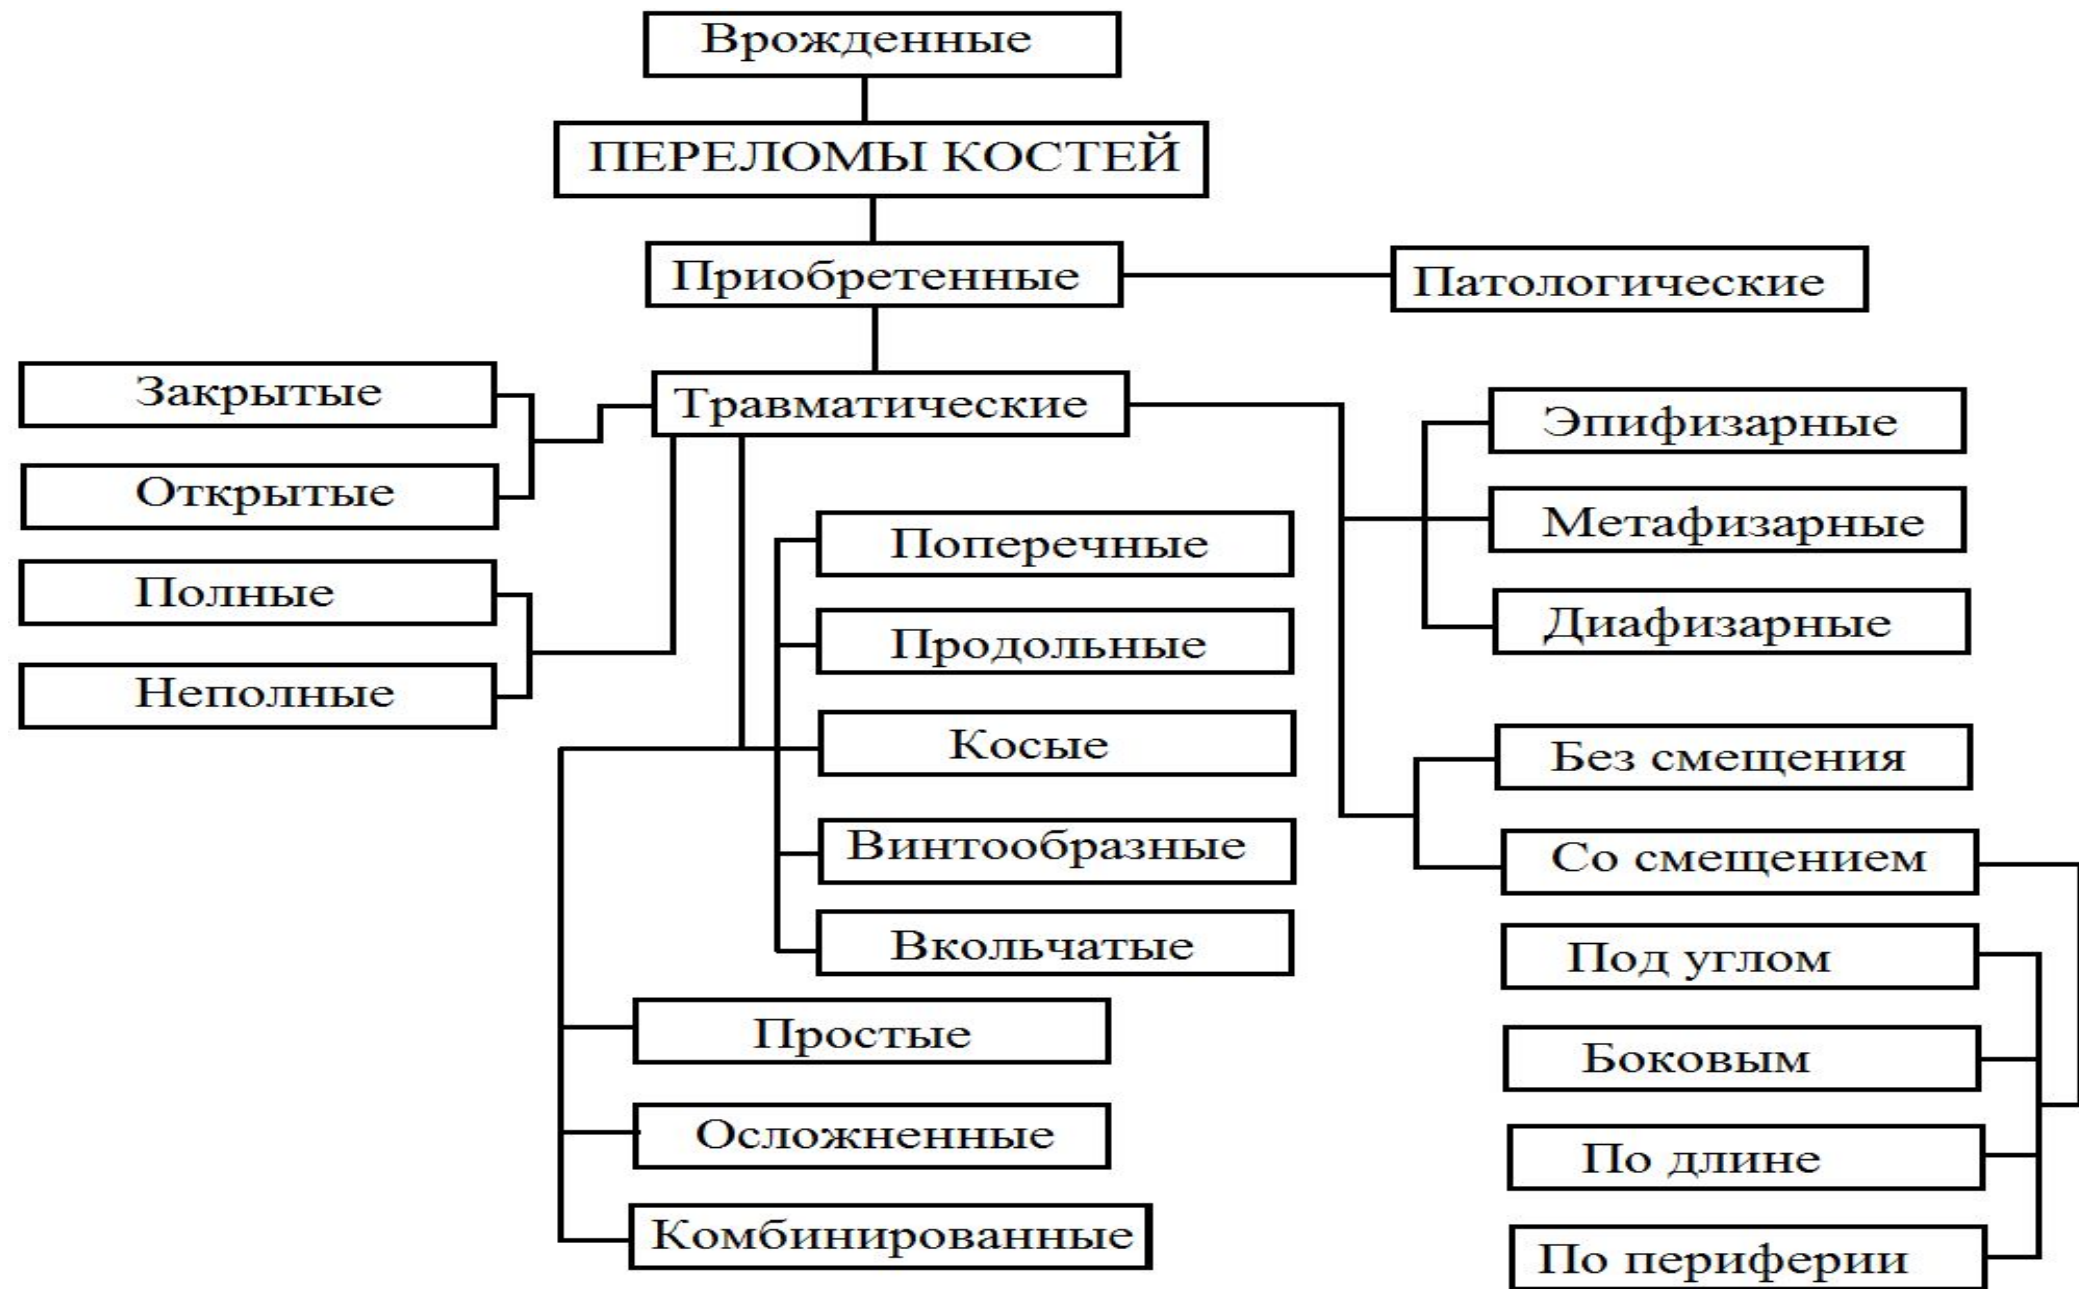 Врожденные
ПЕРЕЛОМЫ КОСТЕЙ
Приобретенные
Патологические
Травматические
Закрытые
Открытые
Полные
Неполные
Поперечные
Продольные
Косые
Винтообразные
Вкольчатые
Простые
Осложненные
Комбинированные
Эпифизарные
Метафизарные
Диафизарные
Без смещения
Со смещением
Под углом
Боковым
По длине
По периферии